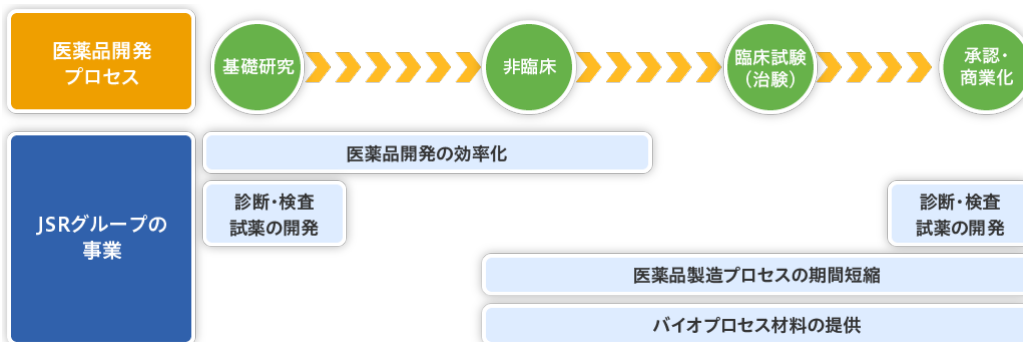 医薬品開発
プロセス
基礎研究
非臨床
臨床試験
（治験）
承認・
商業化
JSRグループの
事業
医薬品開発の効率化
診断・検査
試薬の開発
診断・検査
試薬の開発
医薬品製造プロセスの期間短縮
バイオプロセス材料の提供